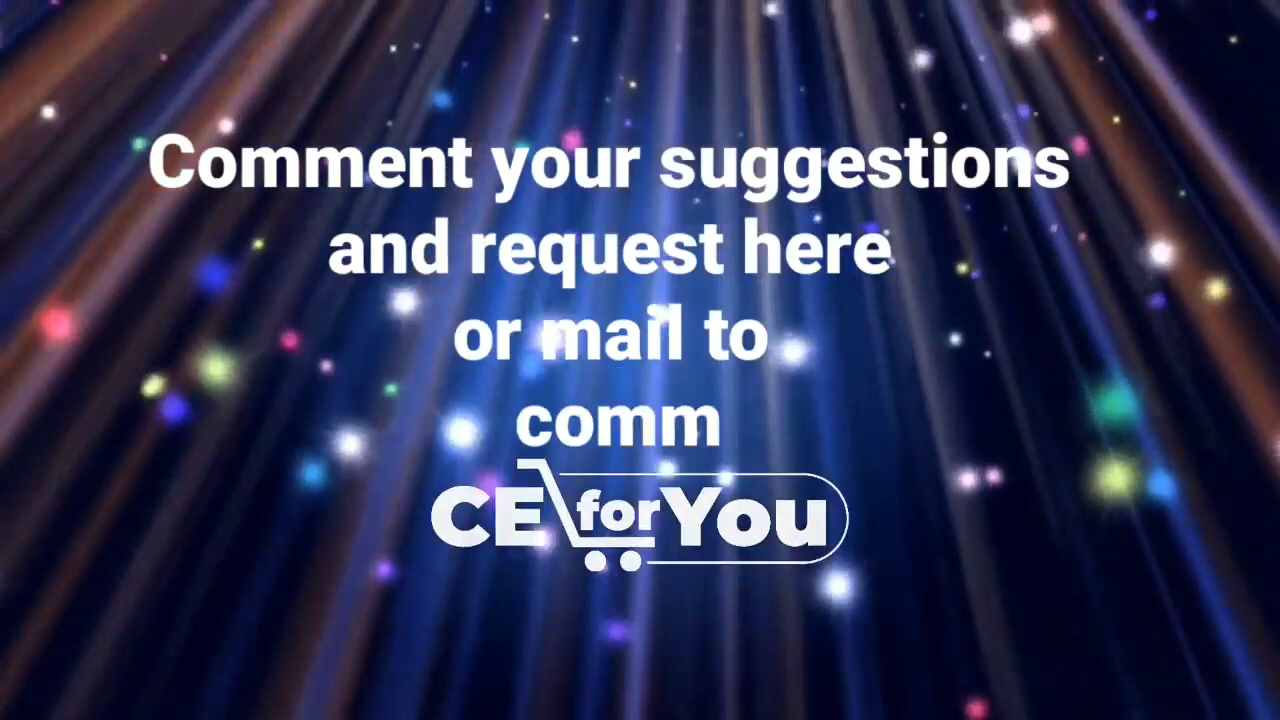 Comment your suggestions
and request here
or mail to
comm
CE for You